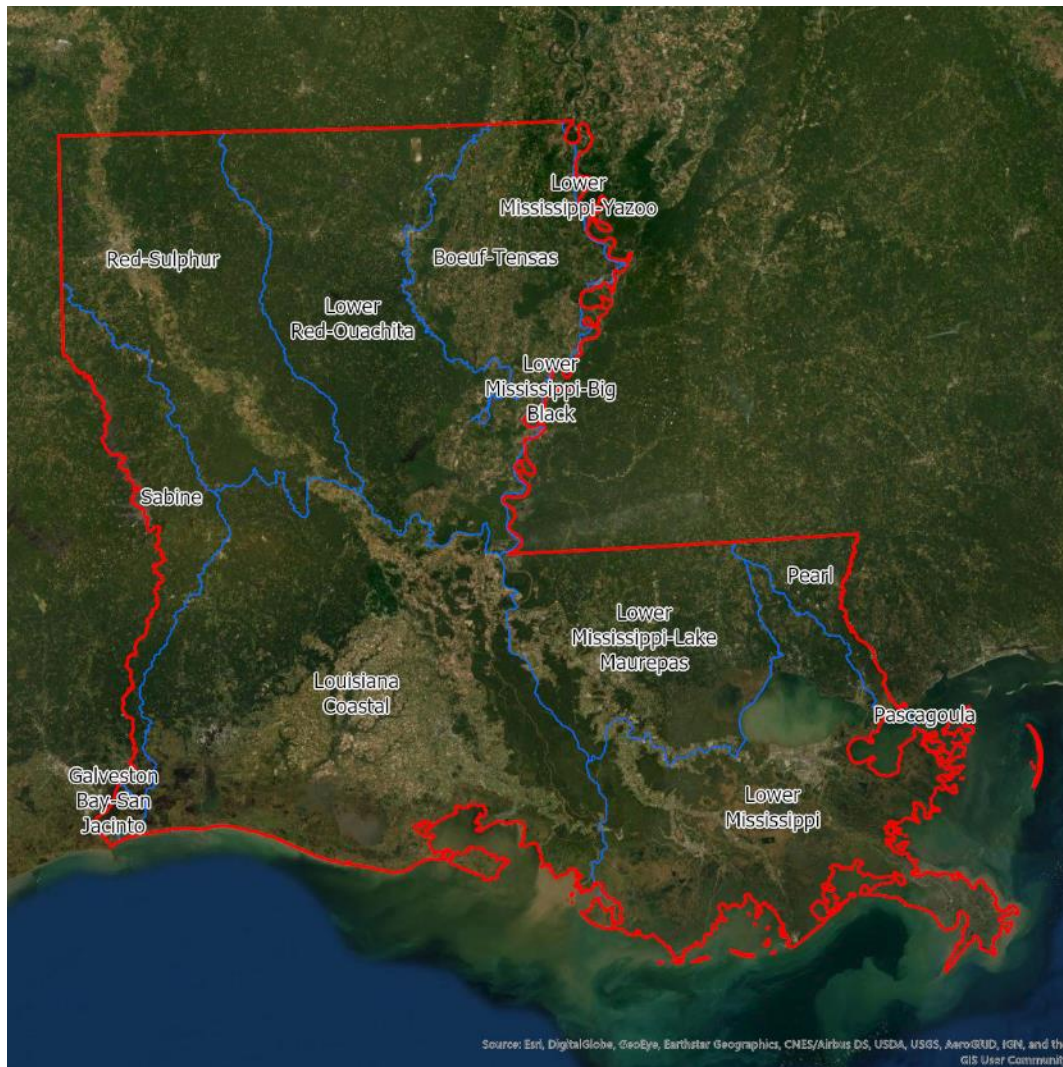 Lower
Mississippi-Yazoo
Red-Sulphur
Boeuf-Tensas
Lower
Red-Ouachita
Lower
Mississippi-Big
Black
Sabine
Pearl
Lower
Mississippi-Lake
Maurepas
Louisiana
Coastal
Pascagoula
Galveston
Bay-San
Jacinto
Lower
Mississippi
Source: Esri, DigitalGlobe, GeoEye, Earthstar Geographics, CNES/Airbus DS, USDA, USGS, AeroGRID, IGN, and the
GIS User Community